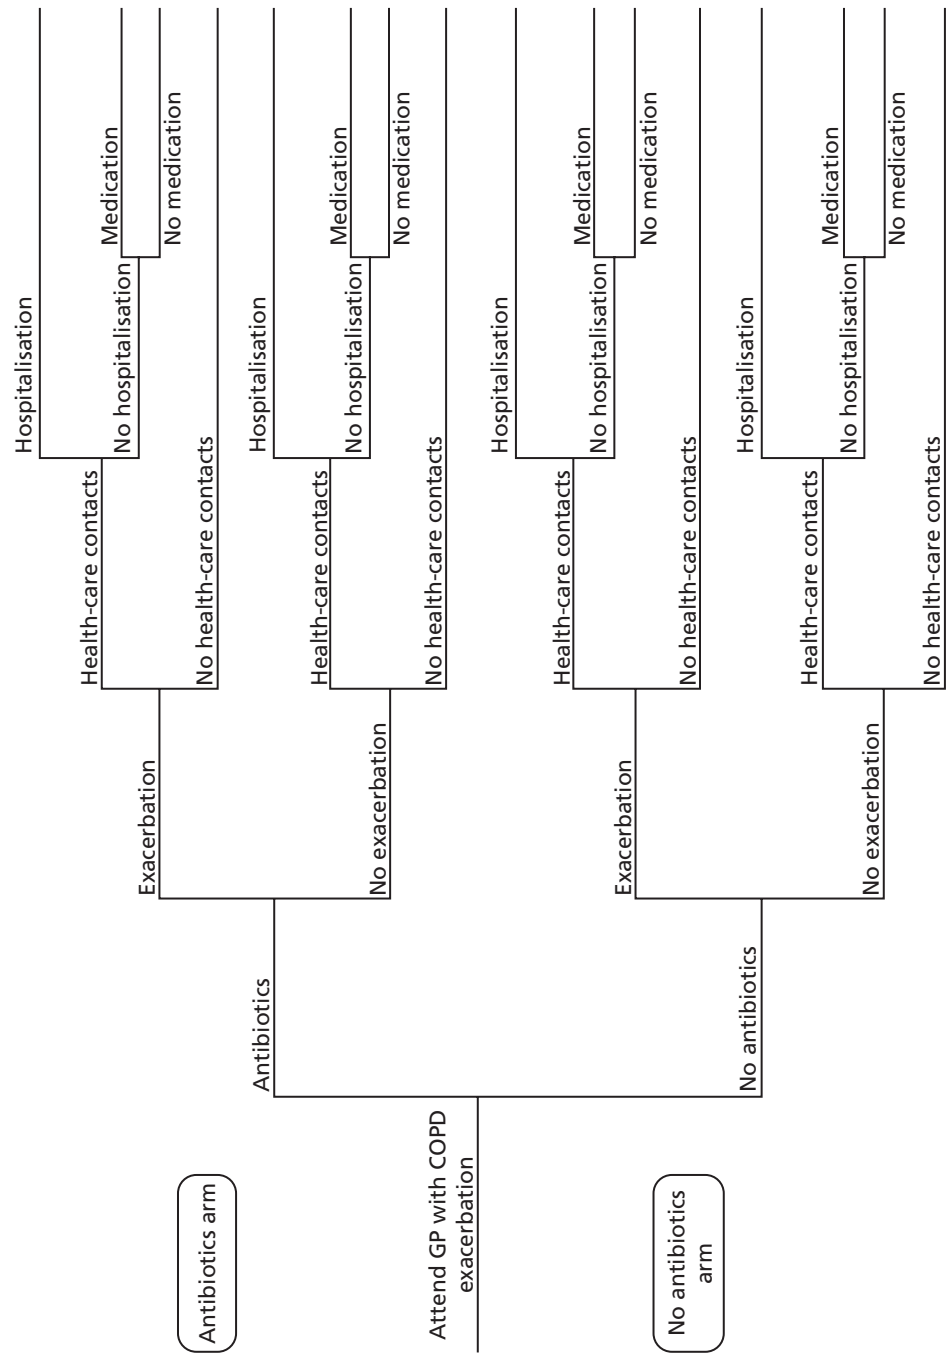 Antibiotics arm
No antibiotics
arm
Attend GP with COPD
exacerbation
Antibiotics
No antibiotics
Exacerbation
No exacerbation
Exacerbation
No exacerbation
Health-care contacts
No health-care contacts
Health-care contacts
No health-care contacts
Health-care contacts
No health-care contacts
Health-care contacts
No health-care contacts
Hospitalisation
No hospitalisation
Hospitalisation
No hospitalisation
Hospitalisation
No hospitalisation
Hospitalisation
No hospitalisation
Medication
No medication
Medication
No medication
Medication
No medication
Medication
No medication